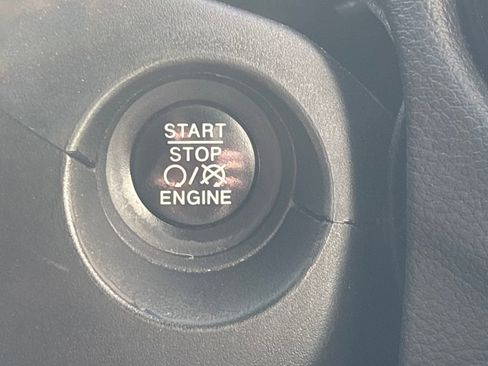 START
STOP
/
ENGINE